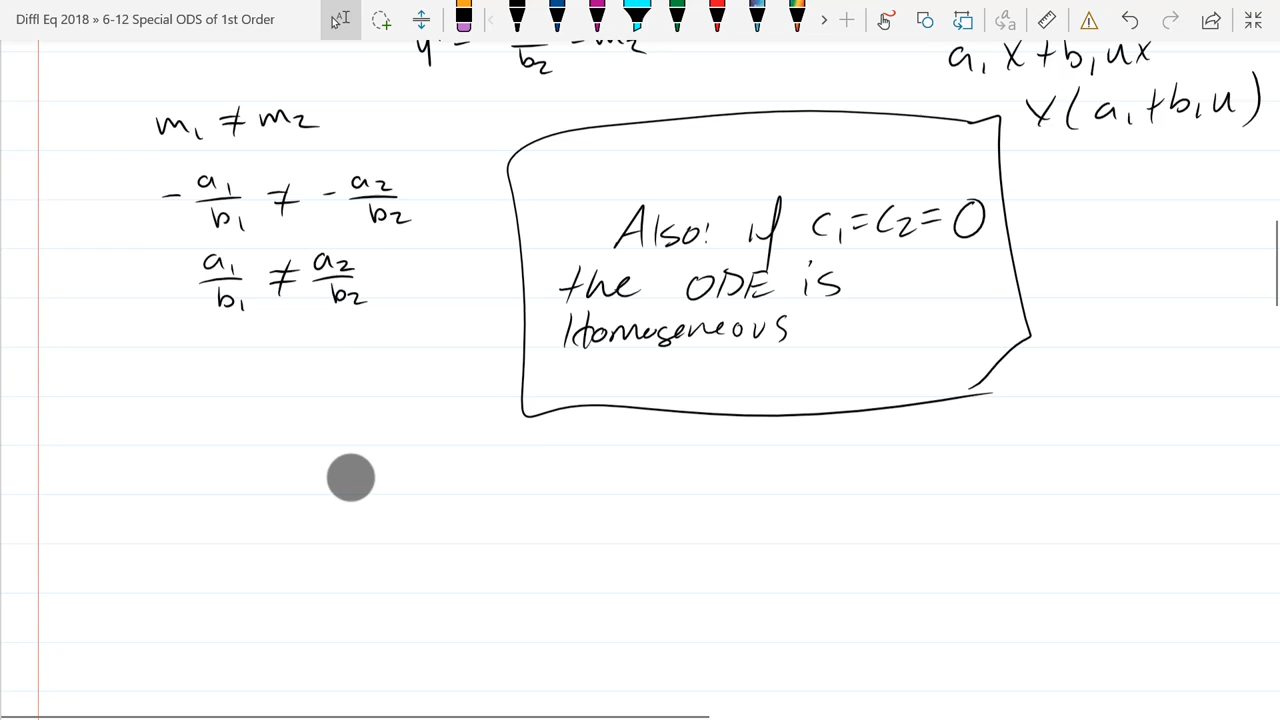 Diffl Eq 2018 » 6-12 Special ODS of 1st Order
a₁x + b₁ux
x(a₁ + b₁u)
m₁ ≠ m₂
- a₁/b₁ ≠ - a₂/b₂
a₁/b₁ ≠ a₂/b₂
Also! if c₁=c₂=0
the ODE is
Homogeneous